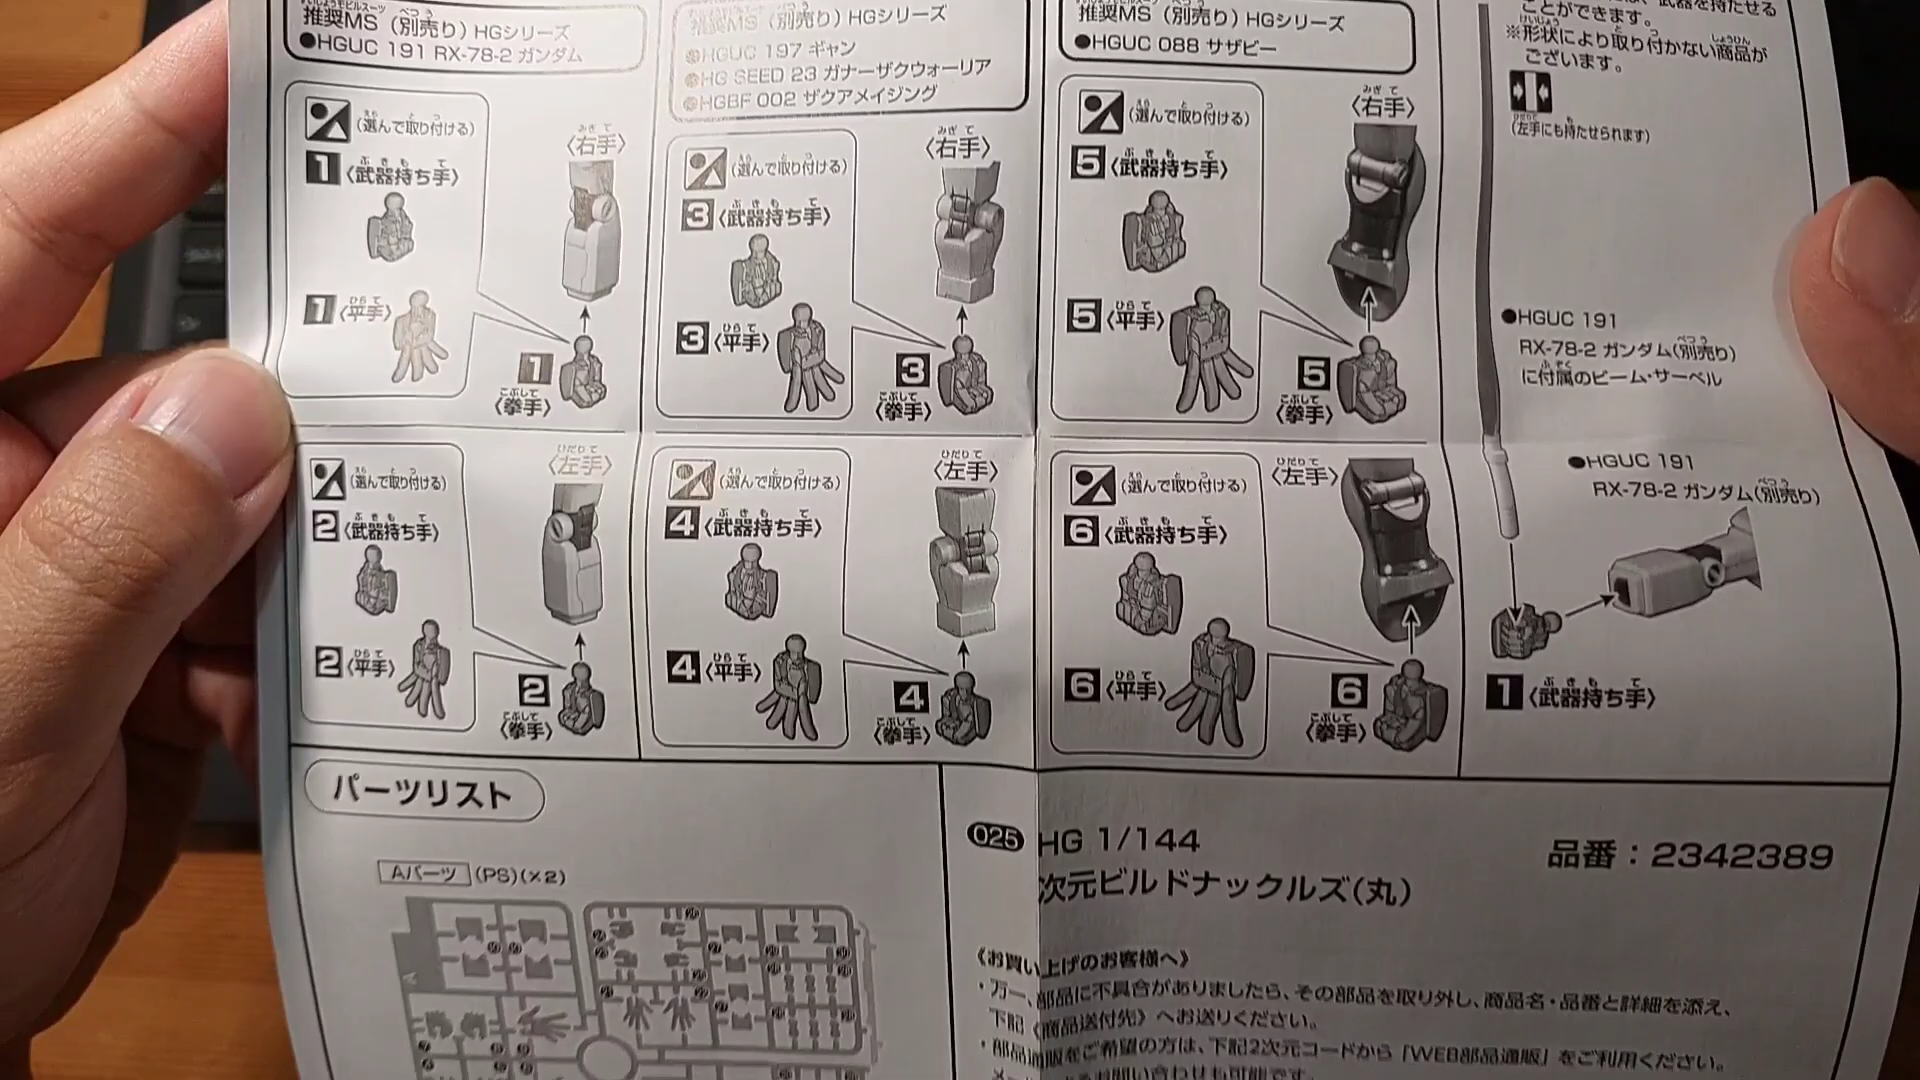 推奨MS(別売り)HGシリーズ
●HGUC 191 RX-78-2 ガンダム
(選んで取り付ける)
〈右手〉
1〈武器持ち手〉
1〈平手〉
1
〈拳手〉
(選んで取り付ける)
〈左手〉
2〈武器持ち手〉
2〈平手〉
2
〈拳手〉
推奨MS(別売り)HGシリーズ
●HGUC 197 ギャン
●HG SEED 23 ガナーザクウォーリア
●HGBF 002 ザクアメイジング
(選んで取り付ける)
〈右手〉
3〈武器持ち手〉
3〈平手〉
3
〈拳手〉
(選んで取り付ける)
〈左手〉
4〈武器持ち手〉
4〈平手〉
4
〈拳手〉
推奨MS(別売り)HGシリーズ
●HGUC 088 サザビー
(選んで取り付ける)
〈右手〉
5〈武器持ち手〉
5〈平手〉
5
〈拳手〉
(選んで取り付ける)
〈左手〉
6〈武器持ち手〉
6〈平手〉
6
〈拳手〉
武器を持たせる
ことができます。
※形状により取り付かない商品が
ございます。
(左手にも持たせられます)
●HGUC 191
RX-78-2 ガンダム(別売り)
に付属のビーム・サーベル
●HGUC 191
RX-78-2 ガンダム(別売り)
1〈武器持ち手〉
パーツリスト
Aパーツ (PS)(×2)
025 HG 1/144
次元ビルドナックルズ(丸)
品番:2342389
《お買い上げのお客様へ》
・万一、部品に不具合がありましたら、その部品を取り外し、商品名・品番と詳細を添え、
下記〈商品送付先〉へお送りください。
・部品通販をご希望の方は、下記2次元コードから「WEB部品通販」をご利用ください。